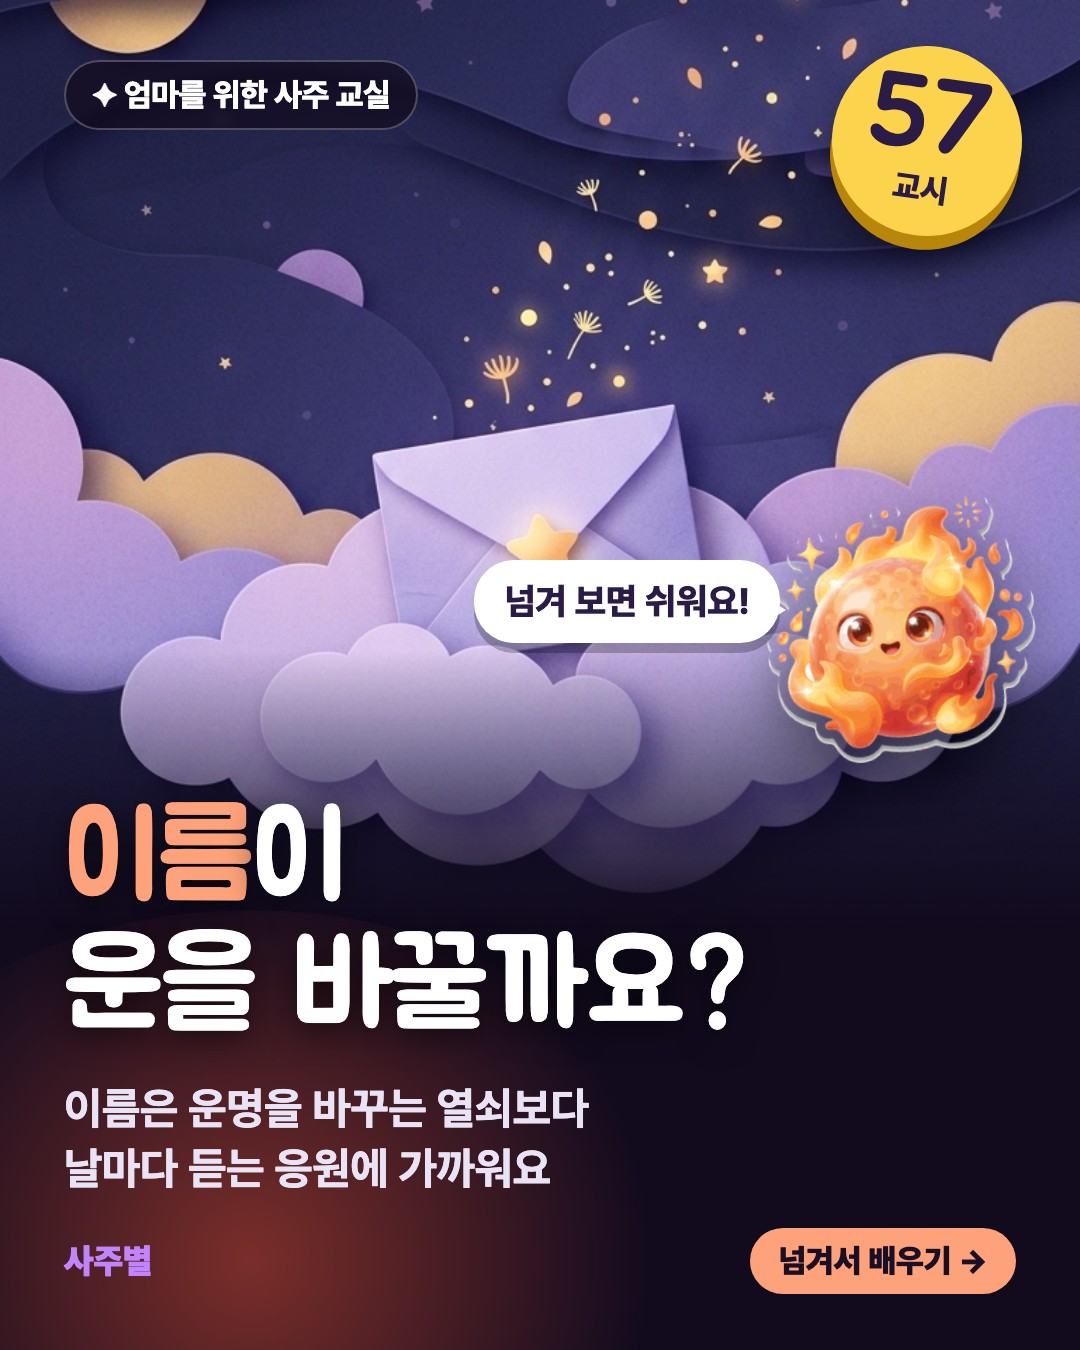 ✦ 엄마를 위한 사주 교실
57
교시
넘겨 보면 쉬워요!
이름이
운을 바꿀까요?
이름은 운명을 바꾸는 열쇠보다
날마다 듣는 응원에 가까워요
사주별
넘겨서 배우기 →